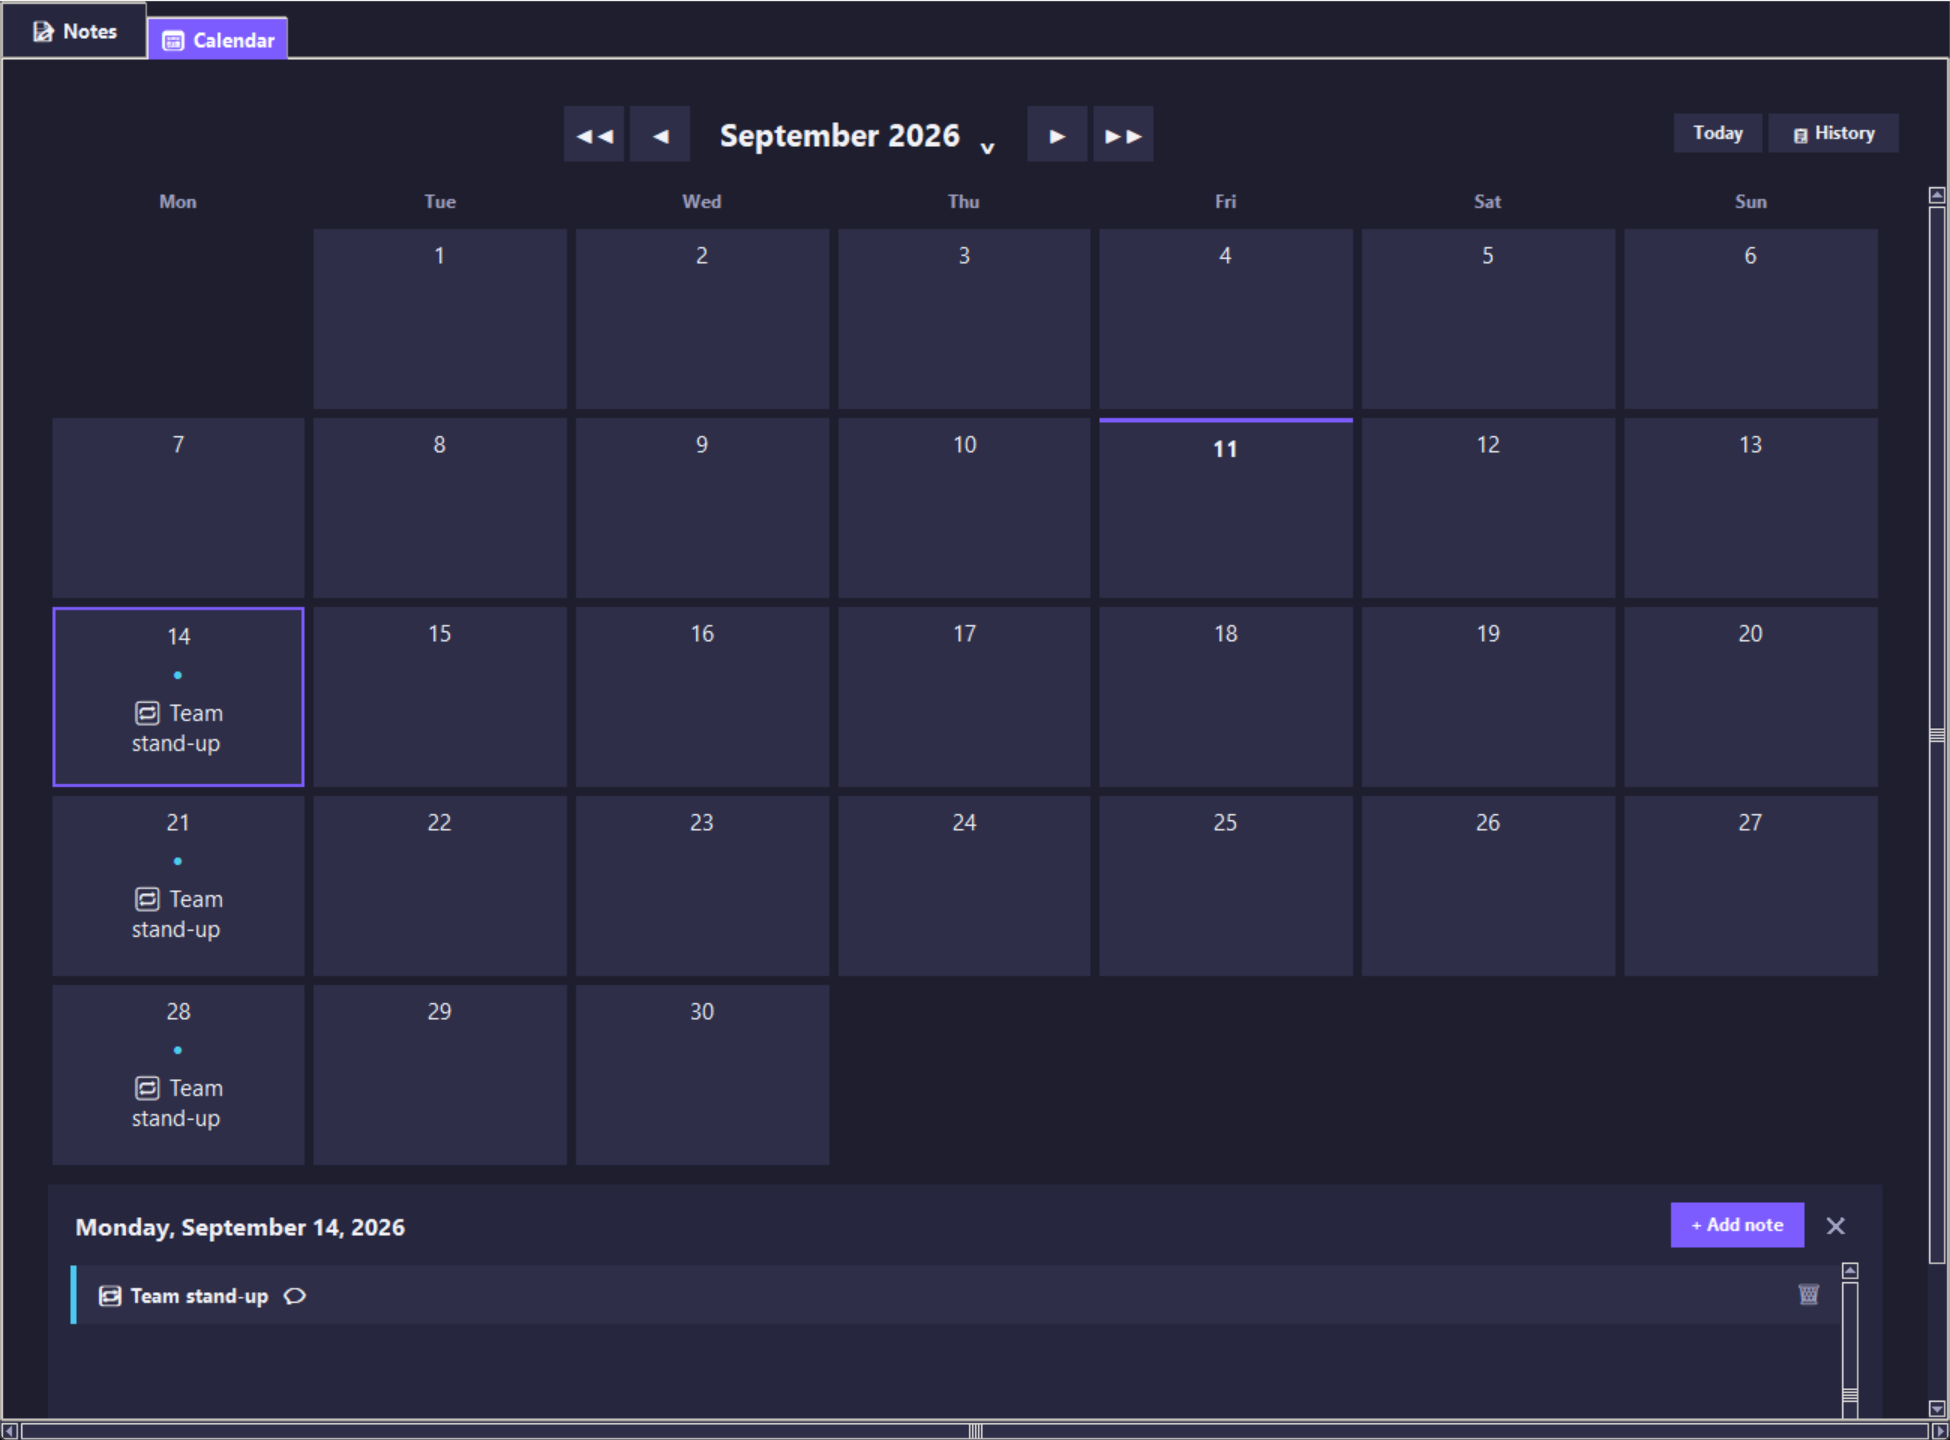 Notes
Calendar
September 2026
Today
History
Mon Tue Wed Thu Fri Sat Sun
1 2 3 4 5 6
7 8 9 10 11 12 13
14 15 16 17 18 19 20
Team
stand-up
21 22 23 24 25 26 27
Team
stand-up
28 29 30
Team
stand-up
Monday, September 14, 2026
+ Add note
Team stand-up